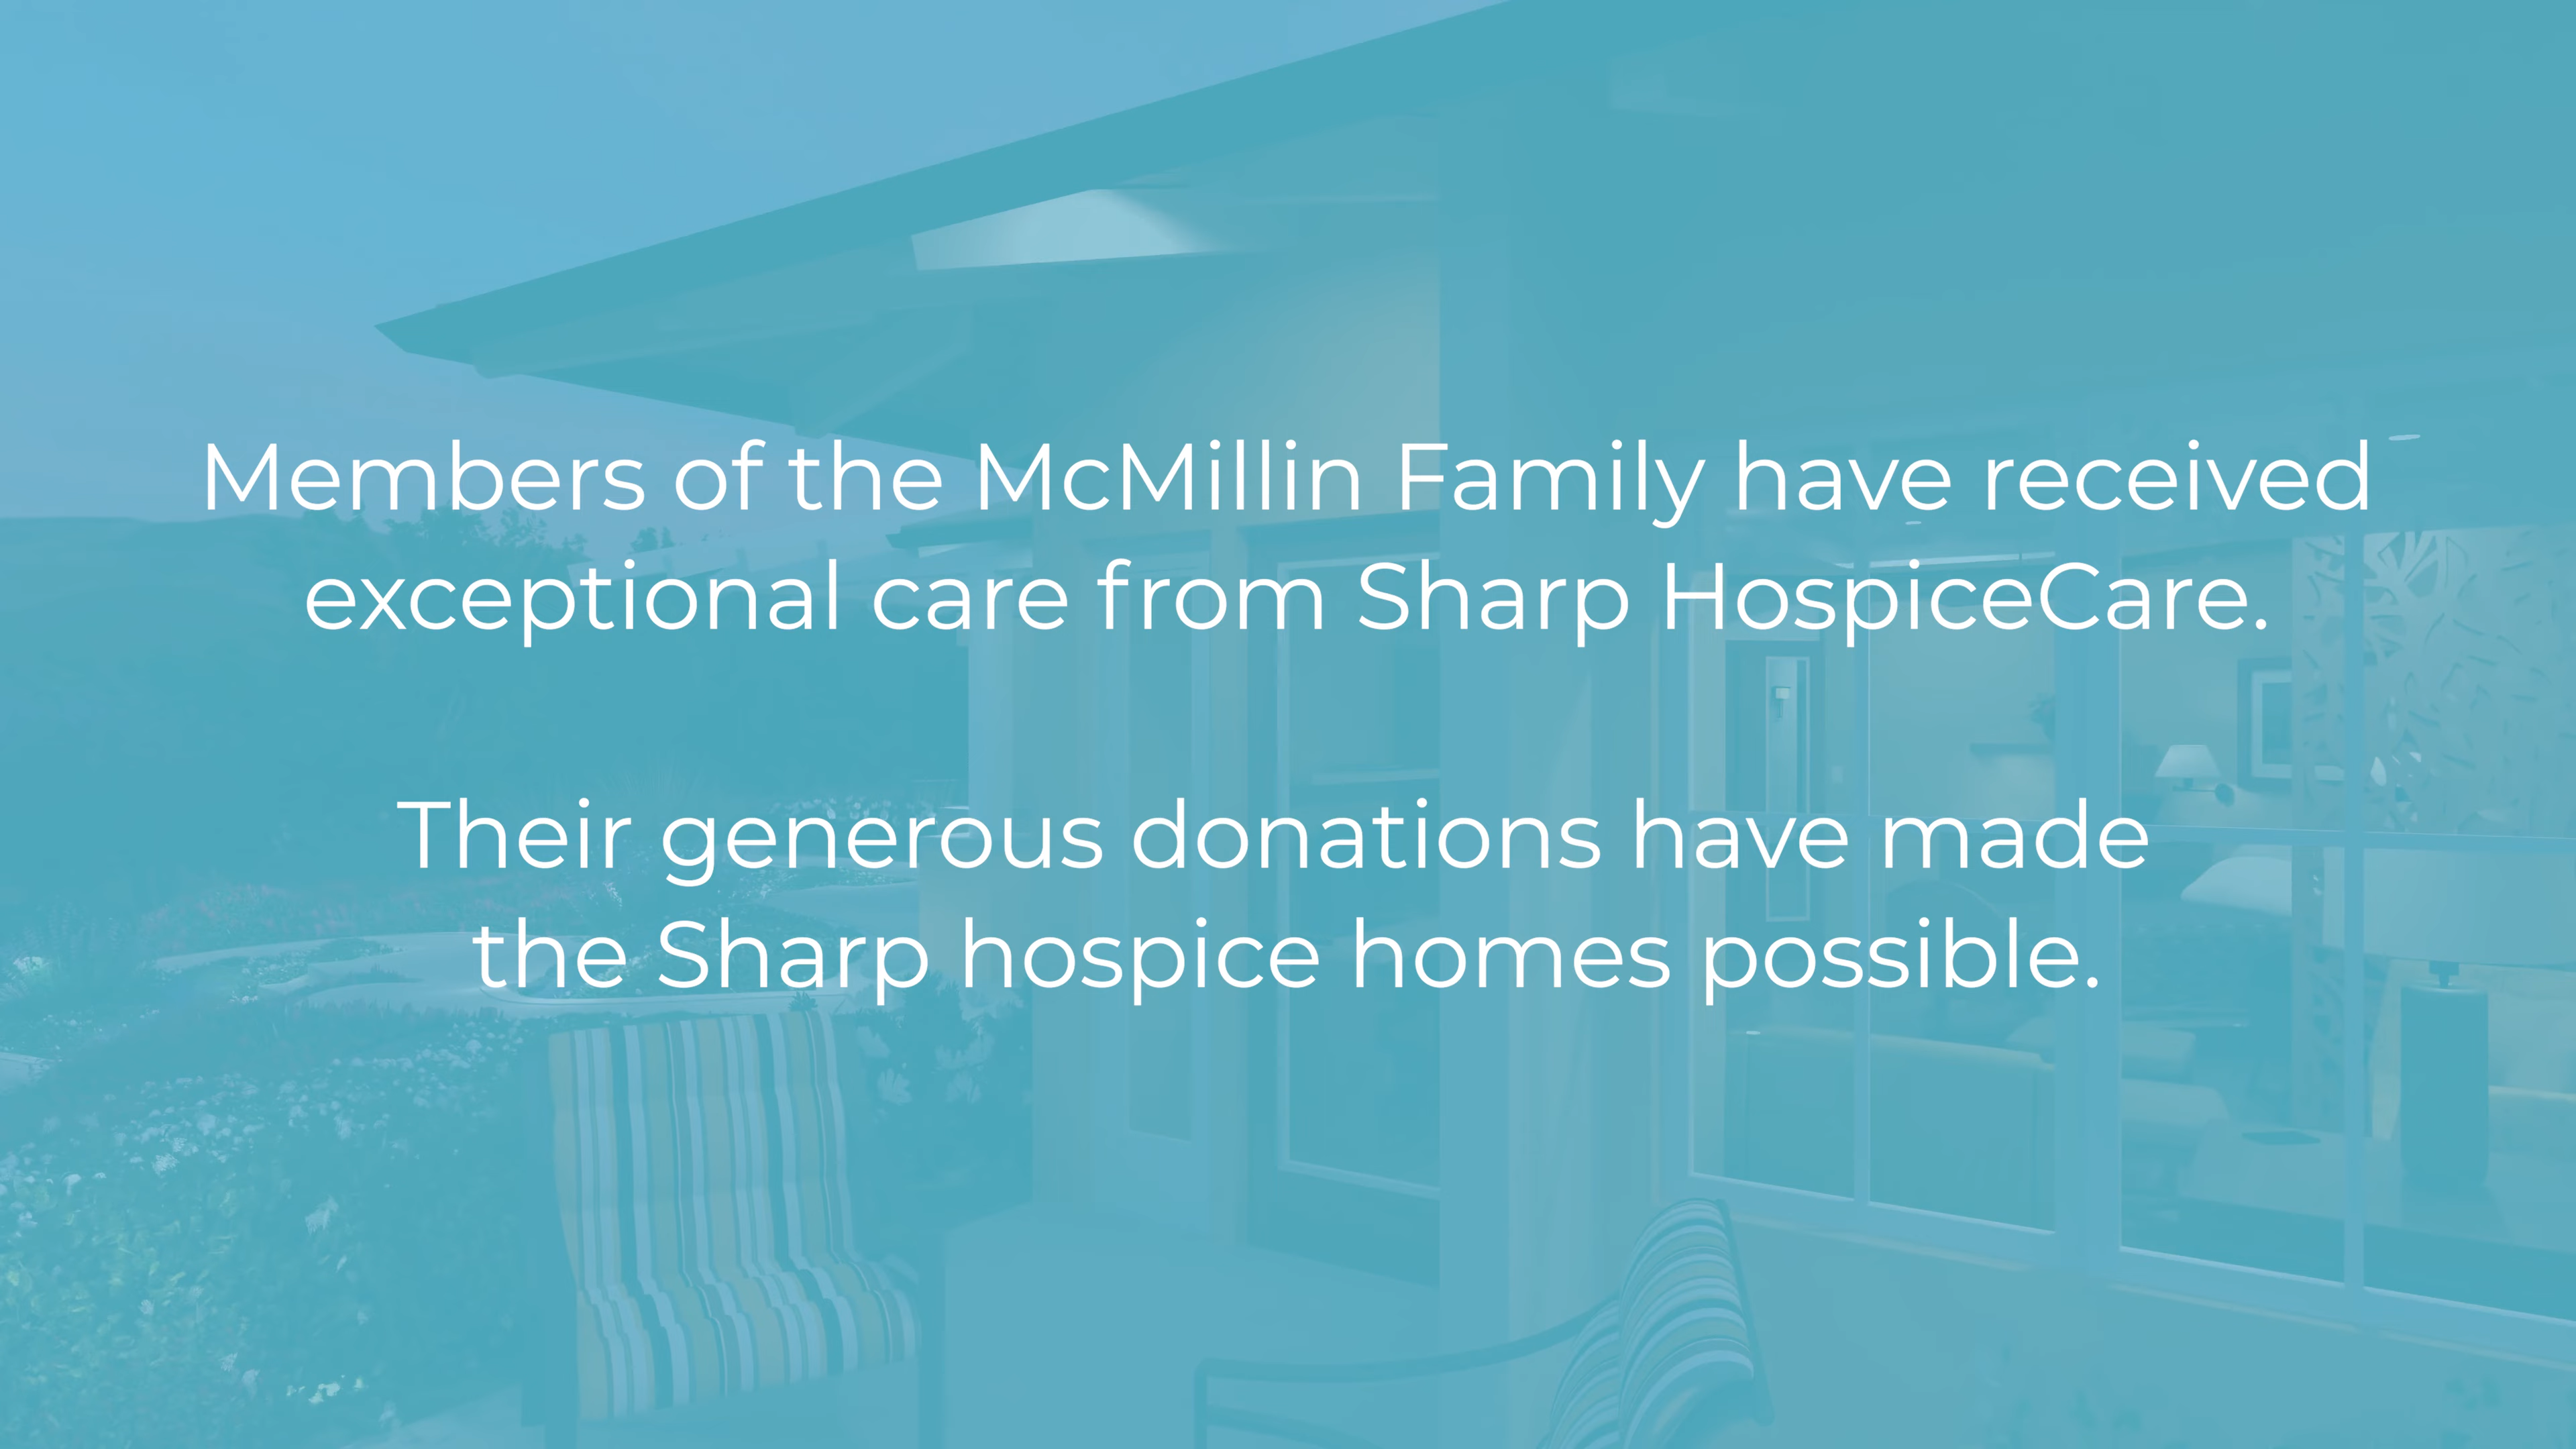 Members of the McMillin Family have received
exceptional care from Sharp HospiceCare.
Their generous donations have made
the Sharp hospice homes possible.